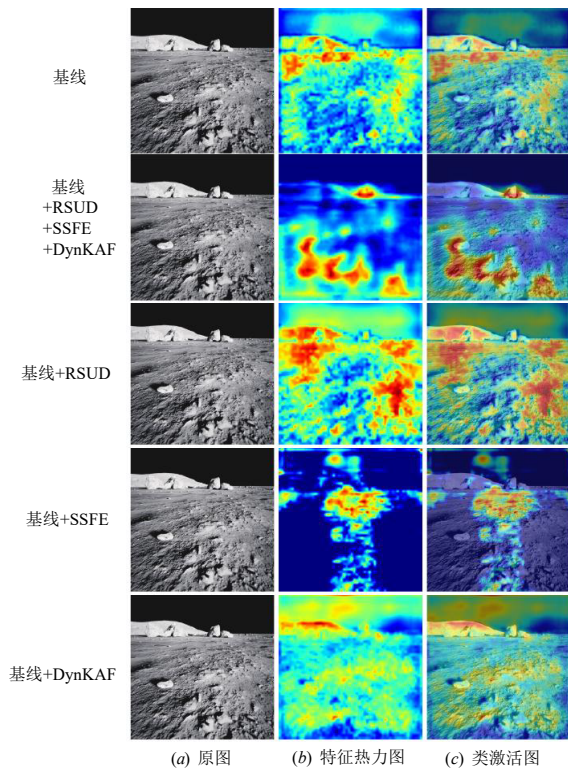 基线
基线
+RSUD
+SSFE
+DynKAF
基线+RSUD
基线+SSFE
基线+DynKAF
(a) 原图 (b) 特征热力图 (c) 类激活图